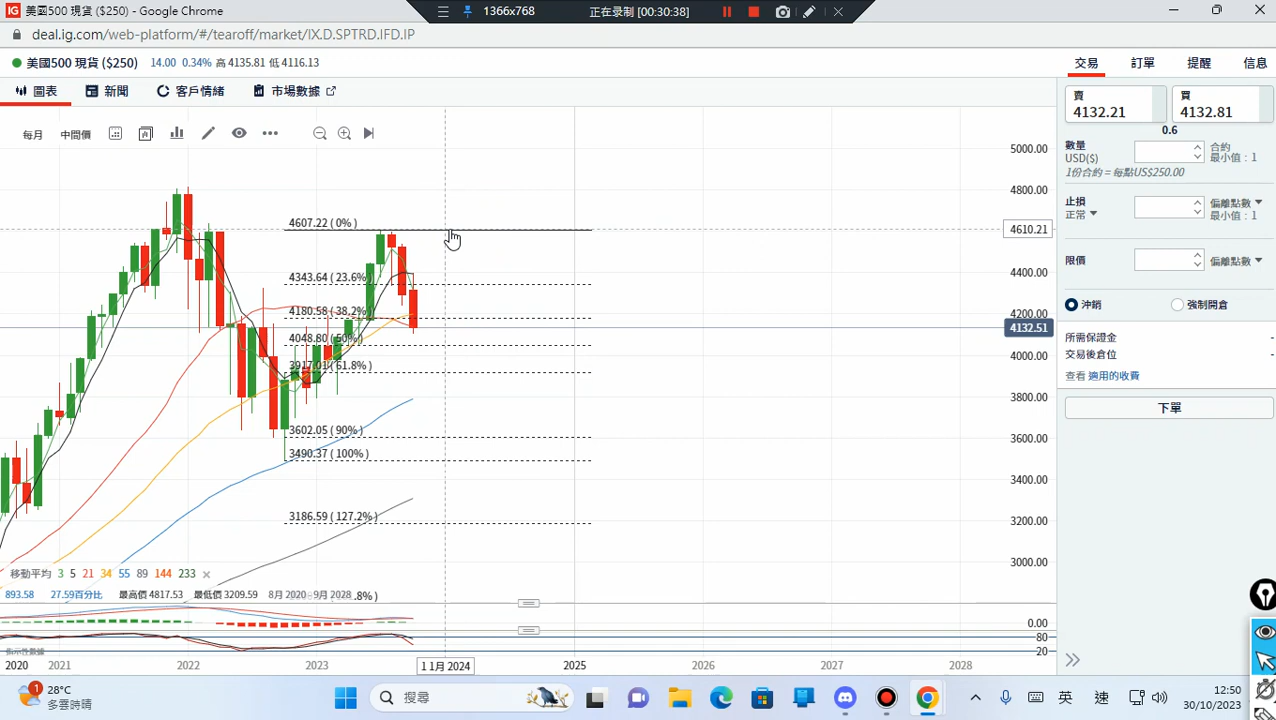 美國500 現貨 ($250) - Google Chrome
1366x768
正在录制 [00:30:38]
deal.ig.com/web-platform/#/tearoff/market/IX.D.SPTRD.IFD.IP
美國500 現貨 ($250) 14.00 0.34% 高 4135.81 低 4116.13
交易 訂單 提醒 信息
圖表 新聞 客戶情緒 市場數據
賣 4132.21
買 4132.81
0.6
每月 中間價
數量 USD($)
合約 最小值:1
1份合約 = 每點US$250.00
止損 正常
偏離點數 最小值:1
限價
偏離點數
沖銷 強制開倉
所需保證金 -
交易後倉位 -
查看 適用的收費
下單
5000.00
4800.00
4610.21
4400.00
4200.00
4132.51
4000.00
3800.00
3600.00
3400.00
3200.00
3000.00
4607.22 ( 0% )
4343.64 ( 23.6% )
4180.58 ( 38.2% )
4048.80 ( 50% )
3917.01 ( 61.8% )
3602.05 ( 90% )
3490.37 ( 100% )
3186.59 ( 127.2% )
移動平均 3 5 21 34 55 89 144 233
893.58 27.59百分比 最高價 4817.53 最低價 3209.59 8月 2020 - 9月 2028
.8% )
0.00
80
20
指示性數據
2020 2021 2022 2023 1 1月 2024 2025 2026 2027 2028
1
28°C
多雲時晴
搜尋
英
速
12:50
30/10/2023